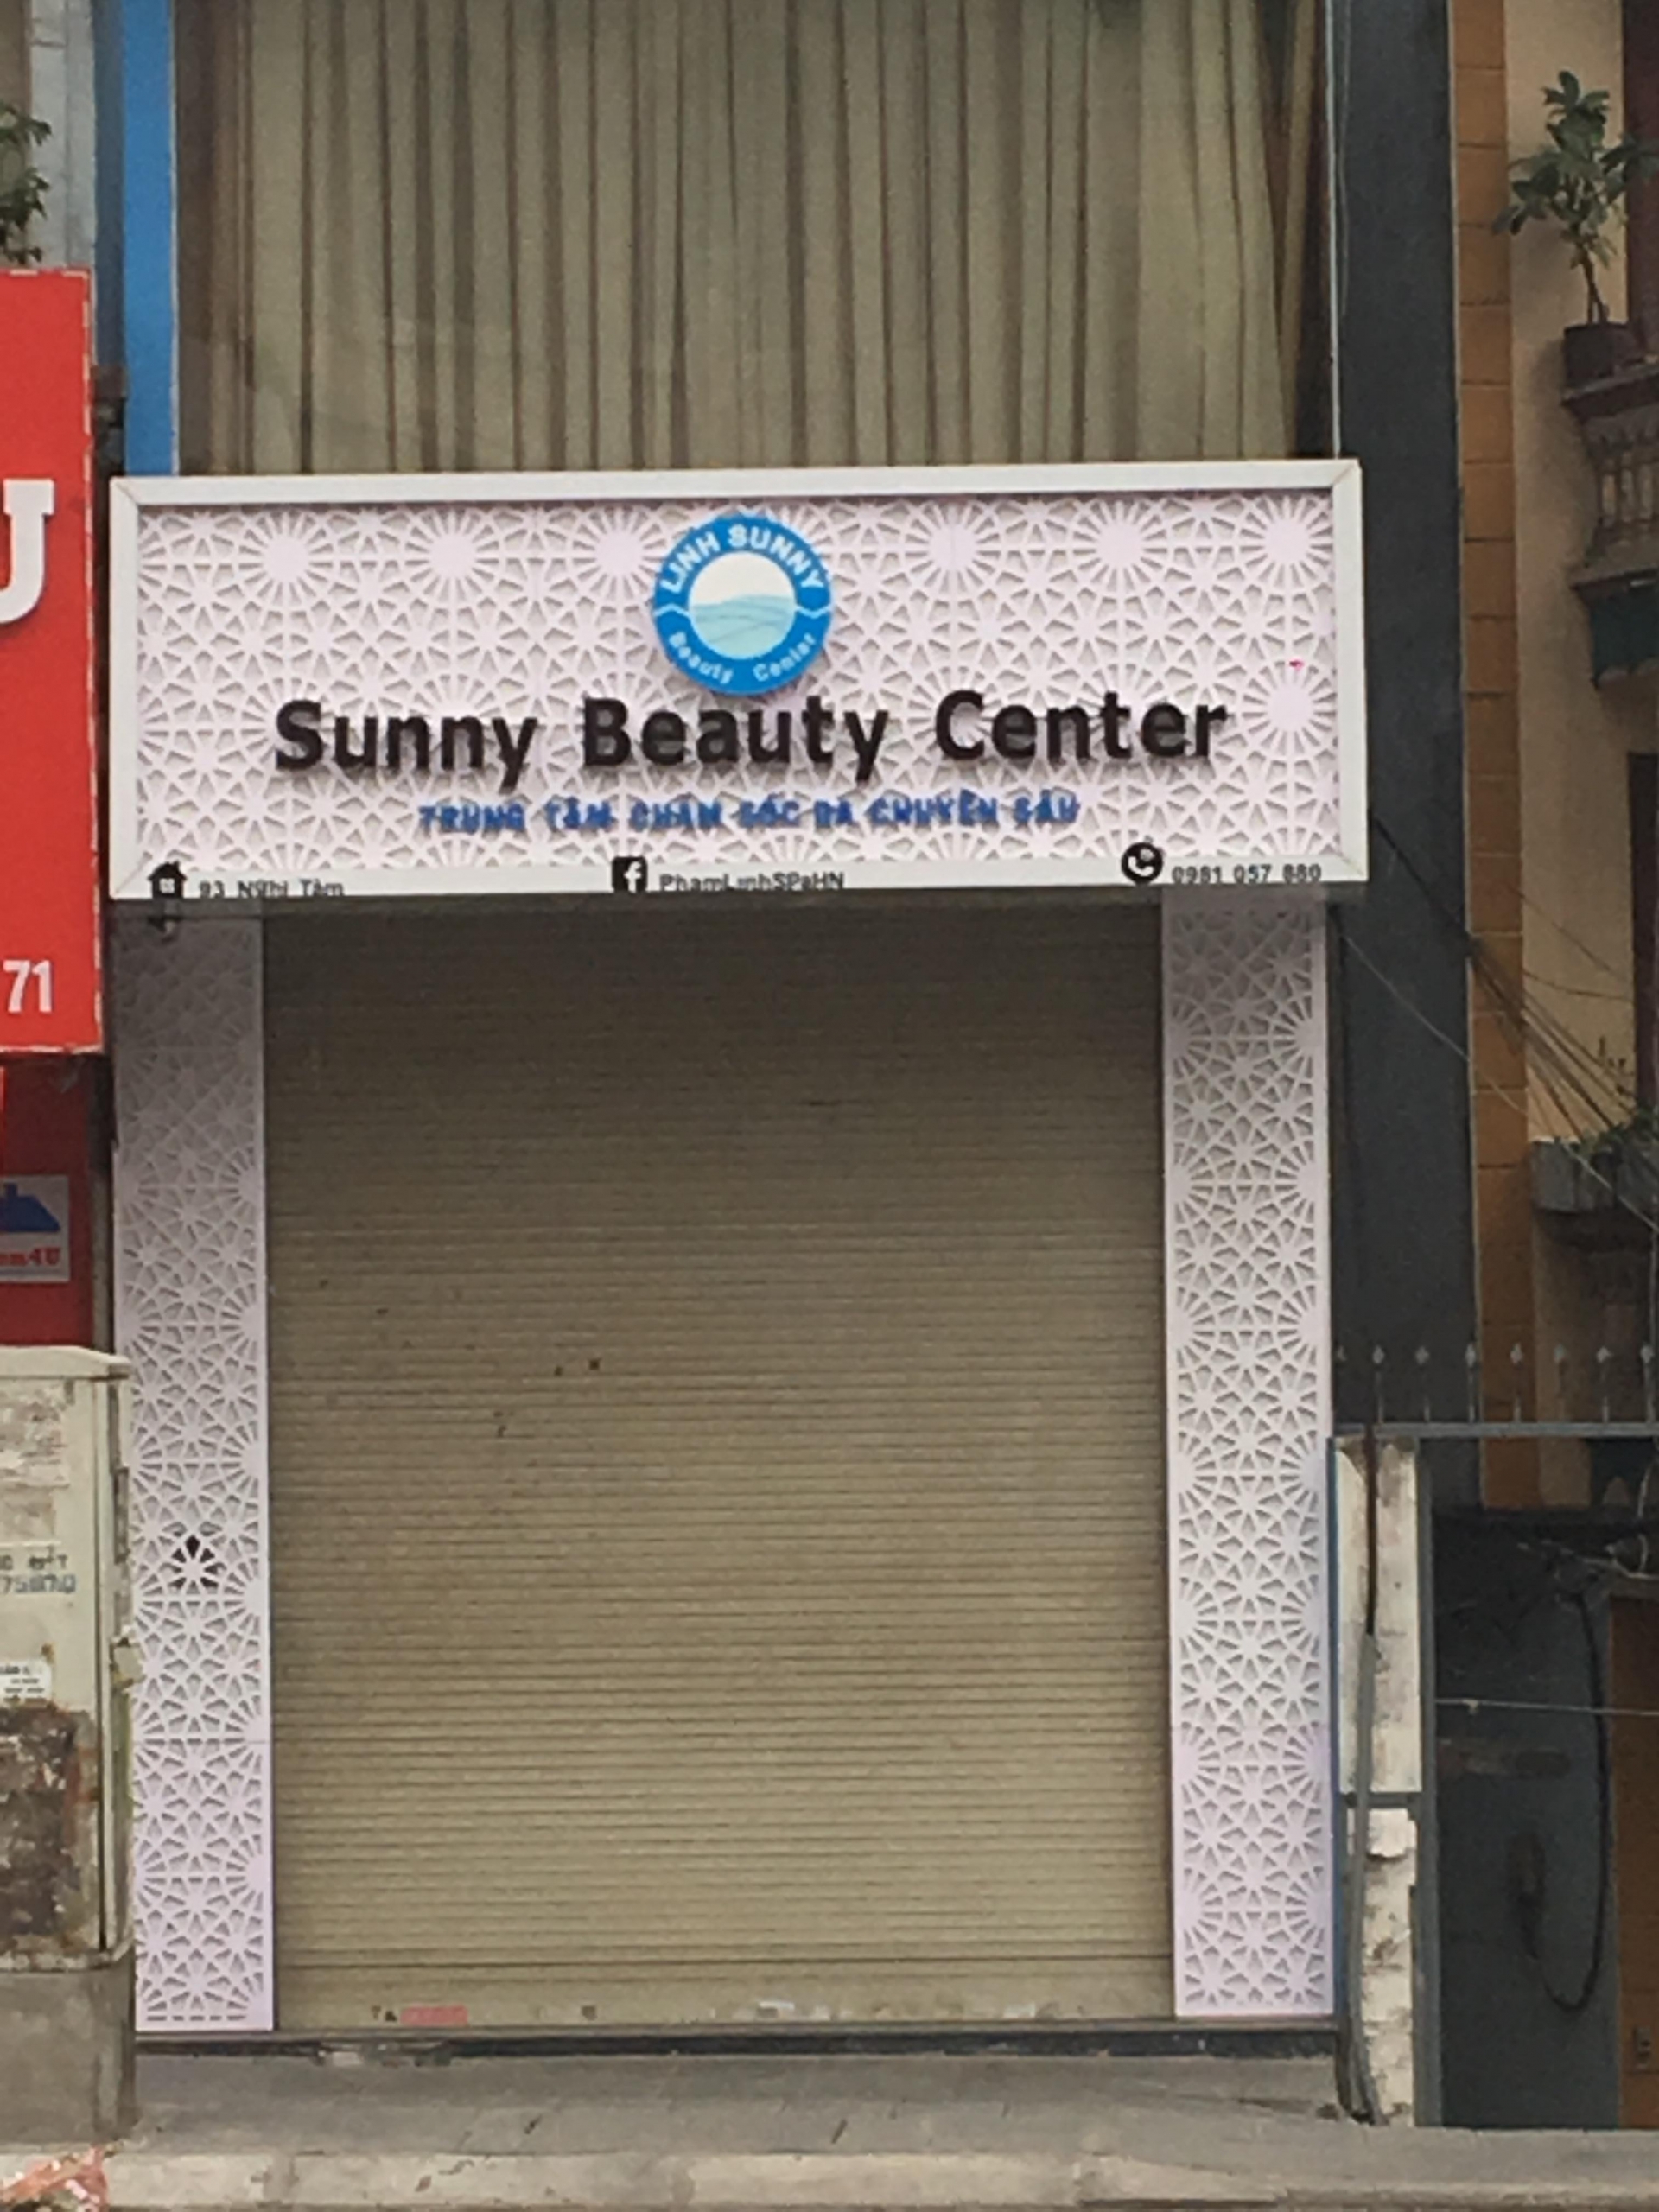 LINH SUNNY
Beauty Center
Sunny Beauty Center
TRUNG TÂM CHĂM SÓC DA CHUYÊN SÂU
93 Nghi Tàm
PhamLinhSPaHN
0981 057 880
U
71
m4U